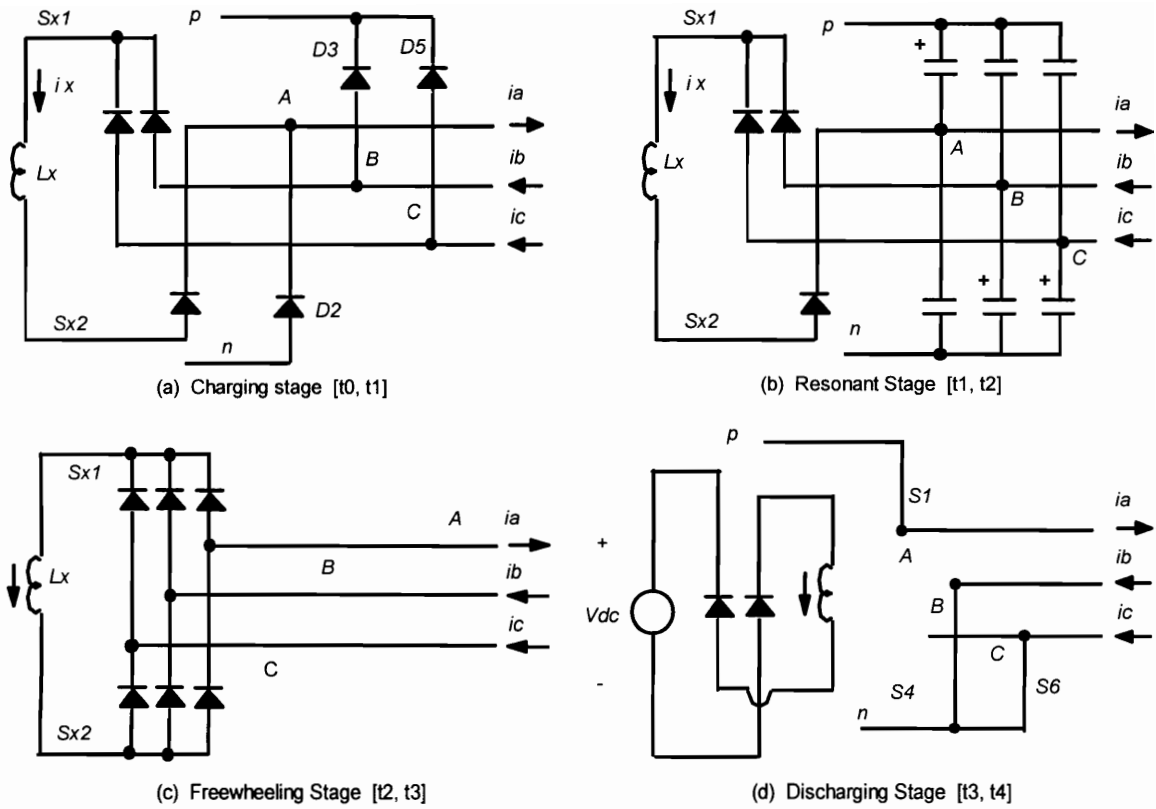 Sx1
p
D3
D5
ix
A
ia
B
ib
Lx
C
ic
Sx2
D2
n
(a) Charging stage [t0, t1]
Sx1
p
+
ix
ia
A
Lx
ib
B
ic
C
+
+
Sx2
n
(b) Resonant Stage [t1, t2]
Sx1
A
ia
Lx
B
ib
ic
C
Sx2
(c) Freewheeling Stage [t2, t3]
p
S1
ia
+
A
ib
Vdc
B
ic
C
-
S4
S6
n
(d) Discharging Stage [t3, t4]